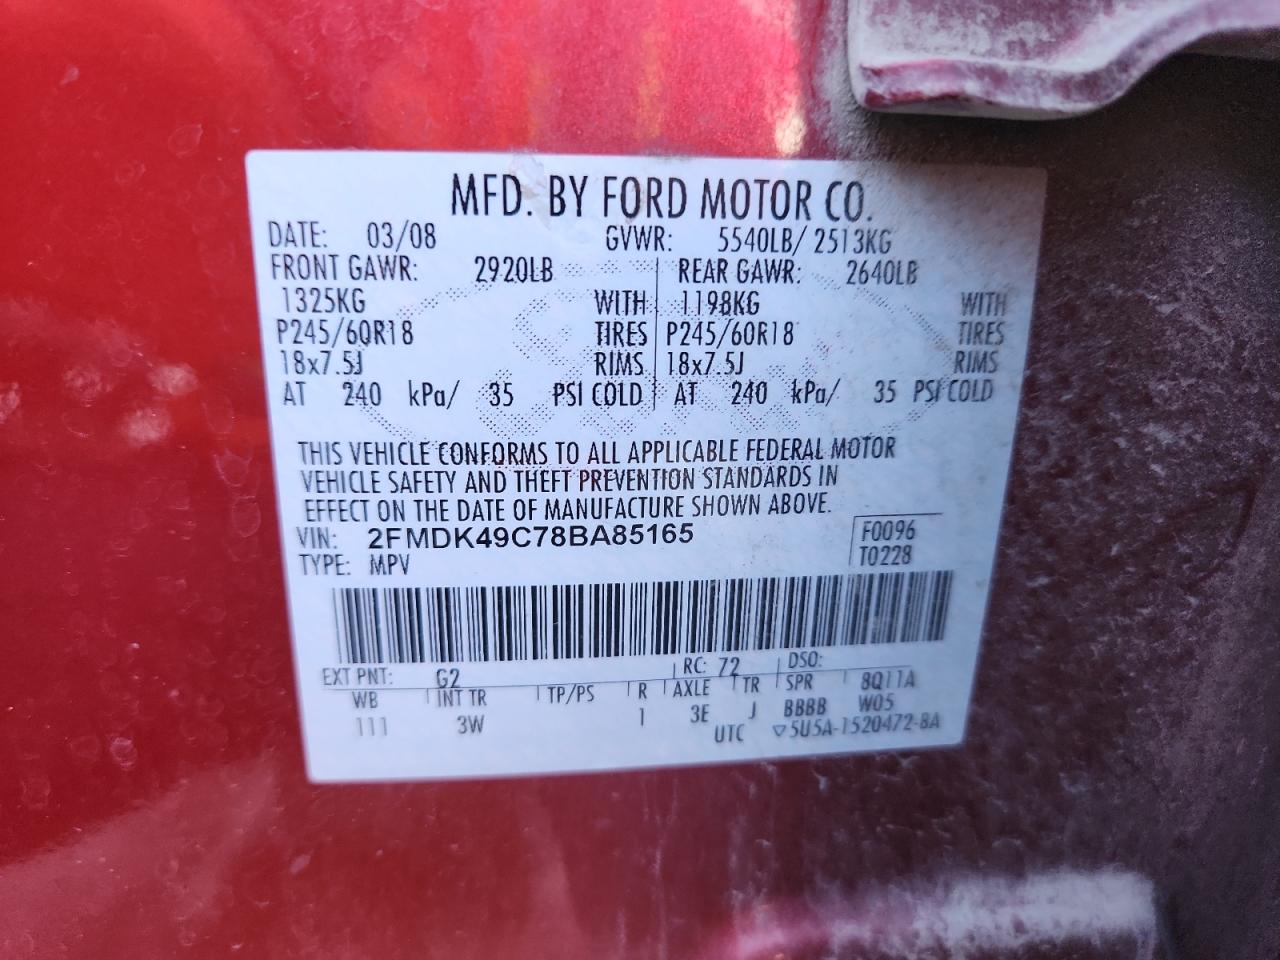 MFD. BY FORD MOTOR CO.
DATE: 03/08 GVWR: 5540LB/ 2513KG
FRONT GAWR: 2920LB REAR GAWR: 2640LB
1325KG WITH 1198KG WITH
P245/60R18 TIRES P245/60R18 TIRES
18x7.5J RIMS 18x7.5J RIMS
AT 240 kPa/ 35 PSI COLD AT 240 kPa/ 35 PSI COLD
THIS VEHICLE CONFORMS TO ALL APPLICABLE FEDERAL MOTOR
VEHICLE SAFETY AND THEFT PREVENTION STANDARDS IN
EFFECT ON THE DATE OF MANUFACTURE SHOWN ABOVE.
VIN: 2FMDK49C78BA85165 F0096
TYPE: MPV T0228
EXT PNT: G2 RC: 72 DSO:
WB INT TR TP/PS R AXLE TR SPR 8Q11A
111 3W 1 3E J BBBB W05
UTC ▽5U5A-1520472-BA